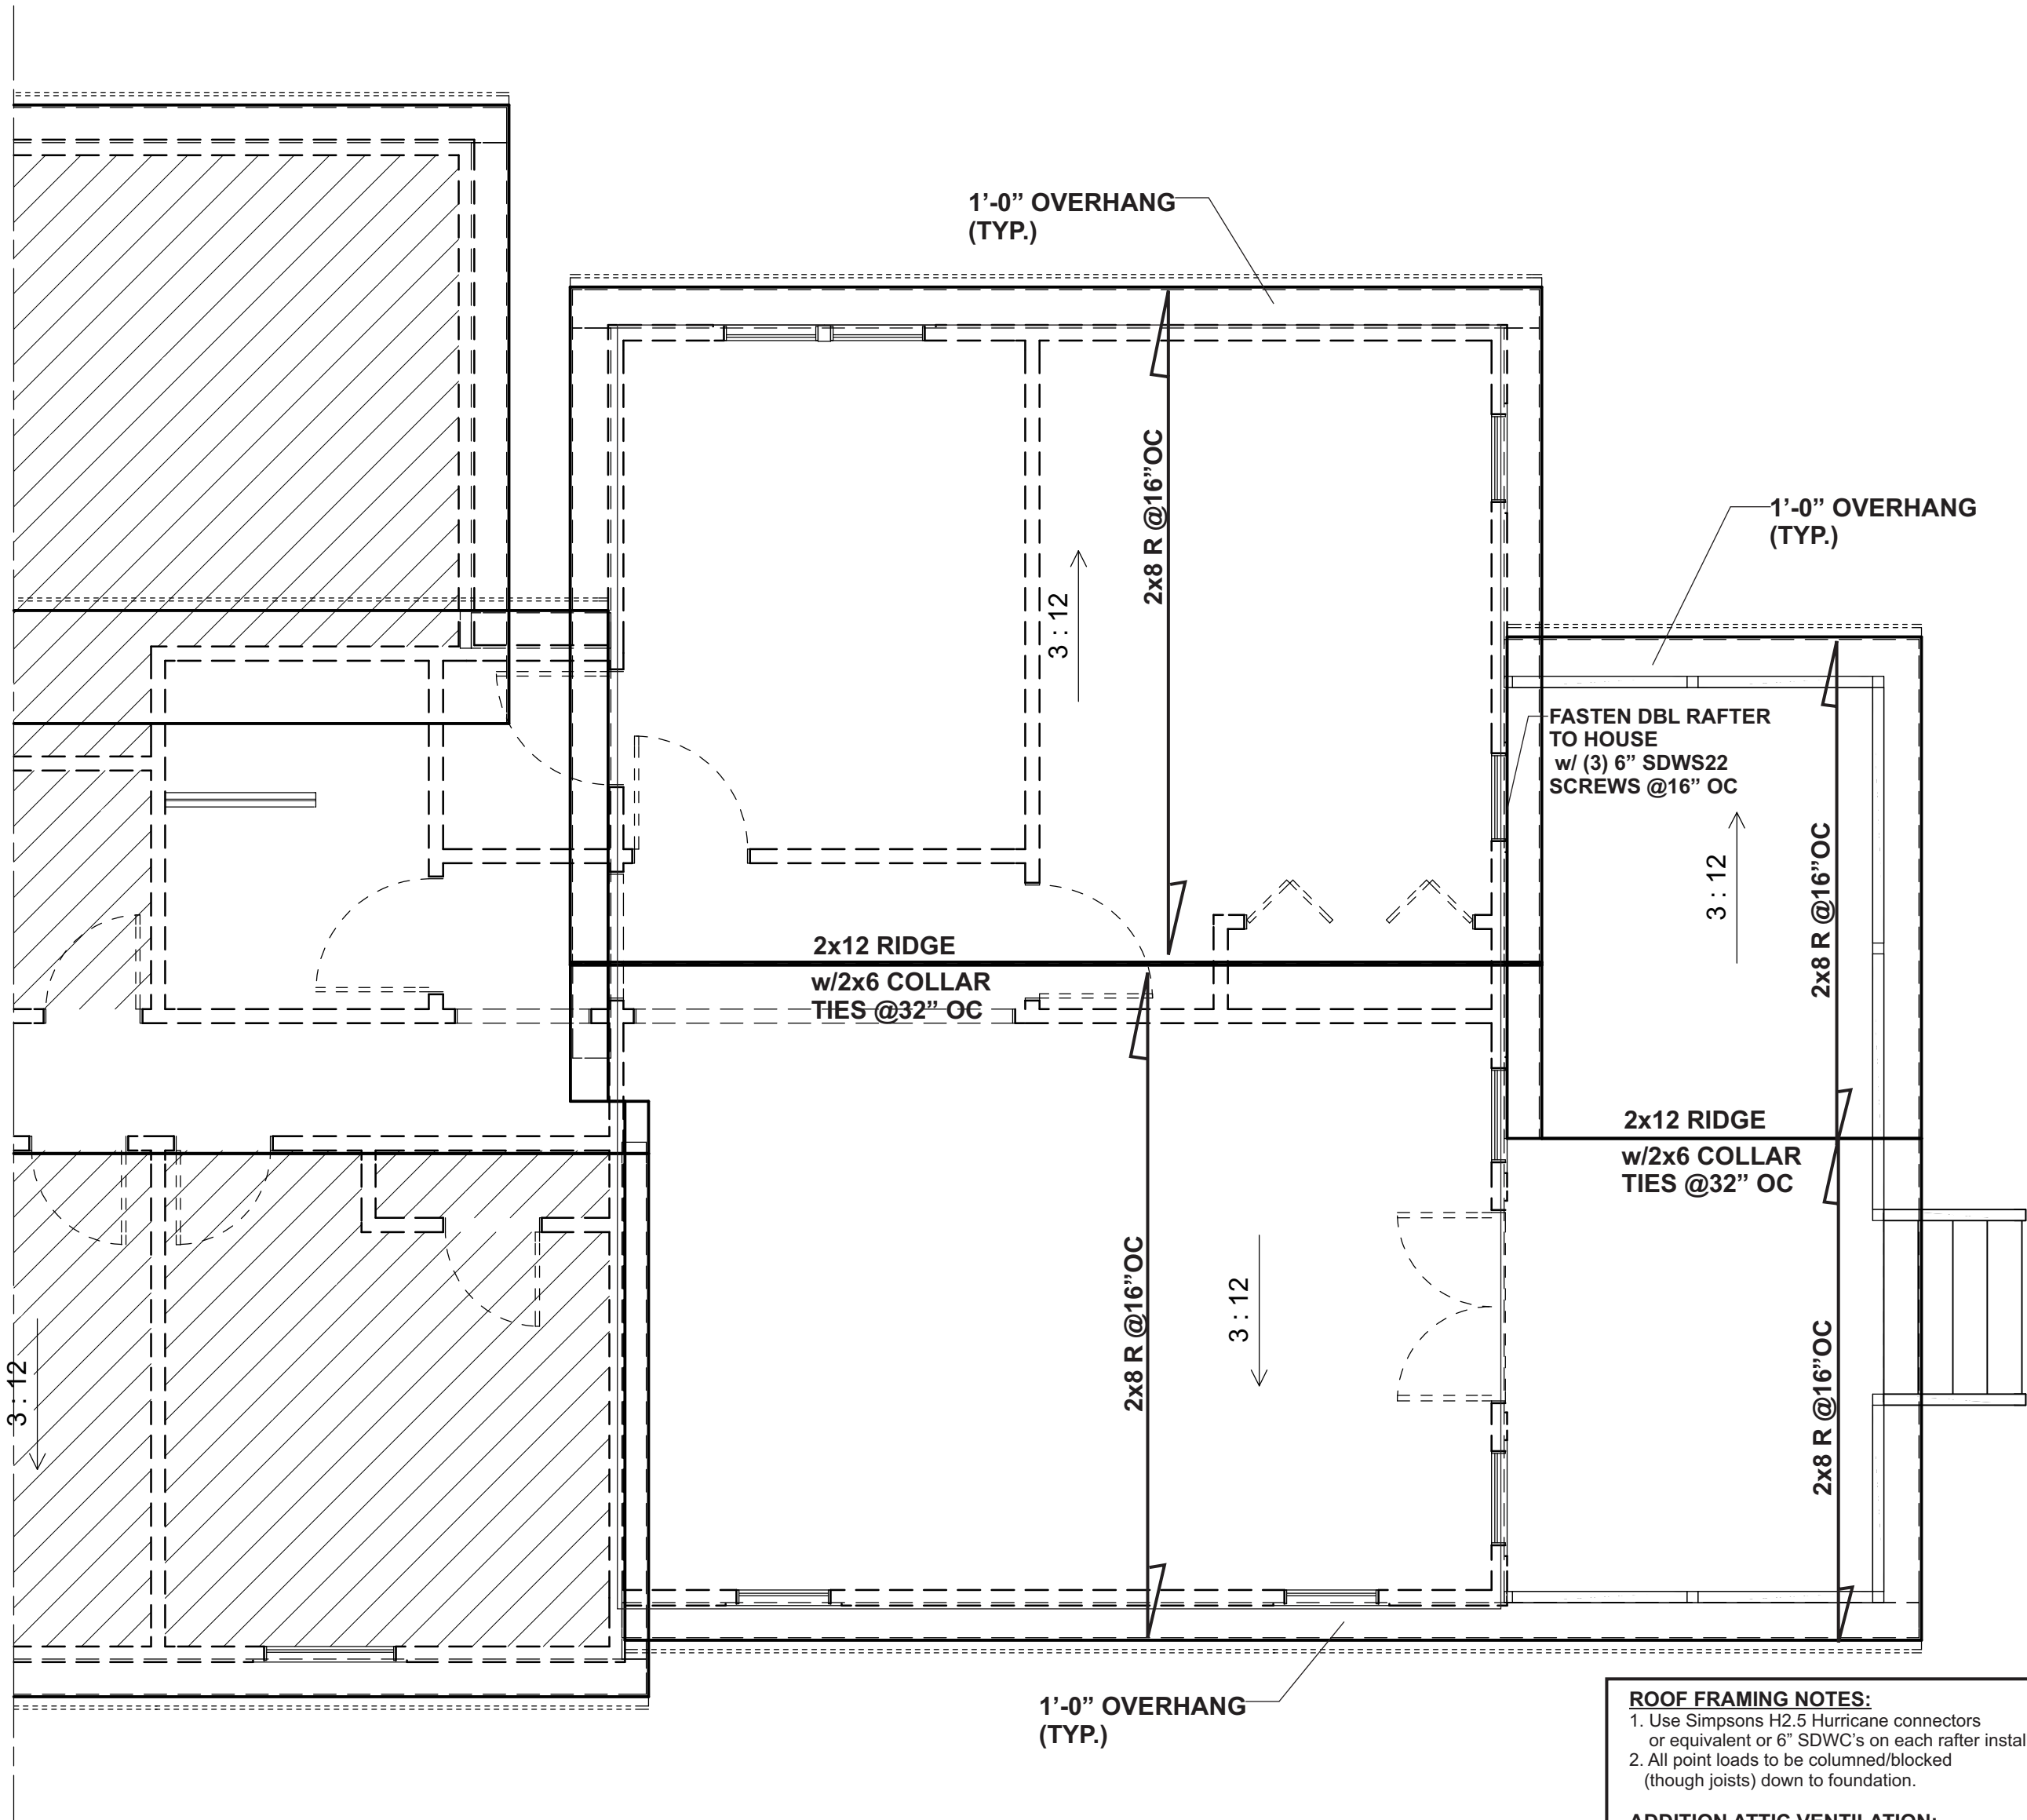 1’-0” OVERHANG
(TYP.)
1’-0” OVERHANG
(TYP.)
2x8 R @16”OC
3 : 12
FASTEN DBL RAFTER
TO HOUSE
w/ (3) 6” SDWS22
SCREWS @16” OC
3 : 12
2x8 R @16”OC
2x12 RIDGE
w/2x6 COLLAR
TIES @32” OC
2x12 RIDGE
w/2x6 COLLAR
TIES @32” OC
2x8 R @16”OC
3 : 12
2x8 R @16”OC
3 : 12
1’-0” OVERHANG
(TYP.)
ROOF FRAMING NOTES:
1. Use Simpsons H2.5 Hurricane connectors
or equivalent or 6” SDWC’s on each rafter instal
2. All point loads to be columned/blocked
(though joists) down to foundation.
ADDITION ATTIC VENTILATION: